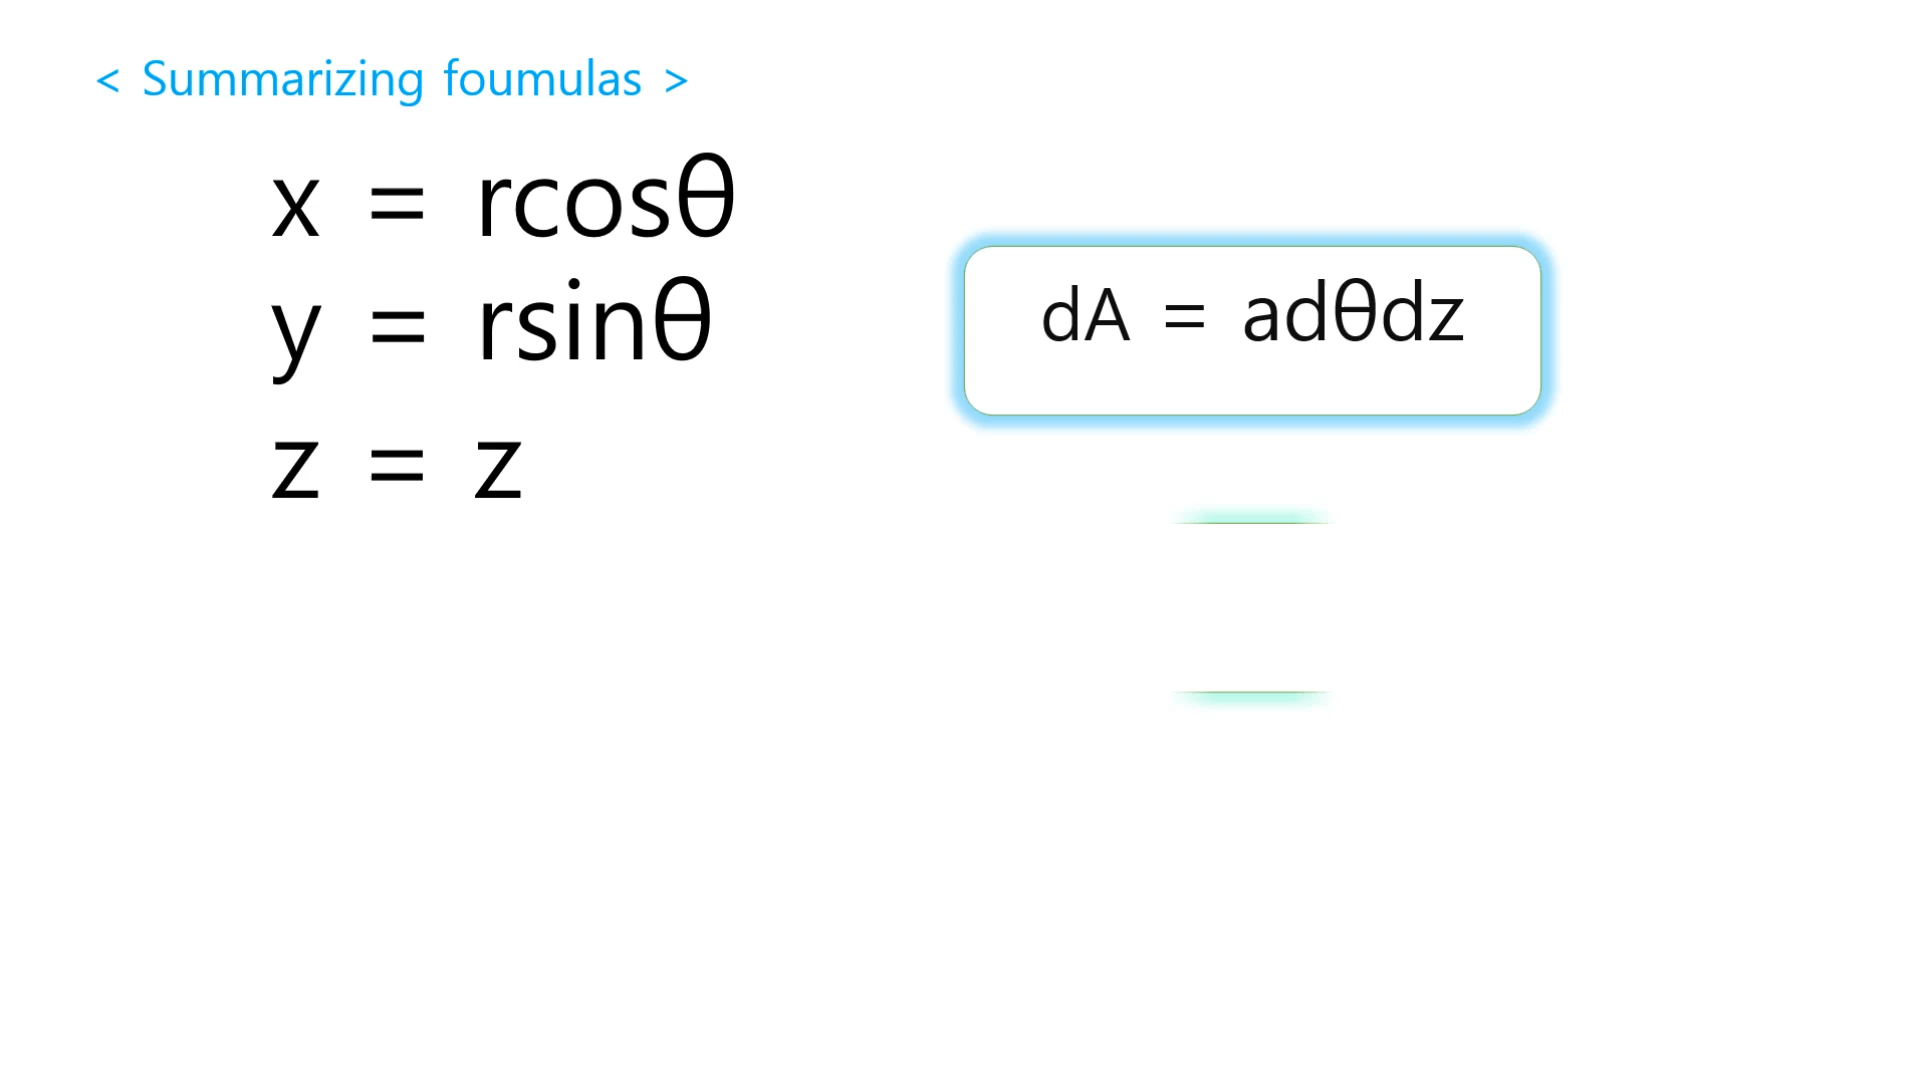 < Summarizing foumulas >
x = rcosθ
y = rsinθ
z = z
dA = adθdz